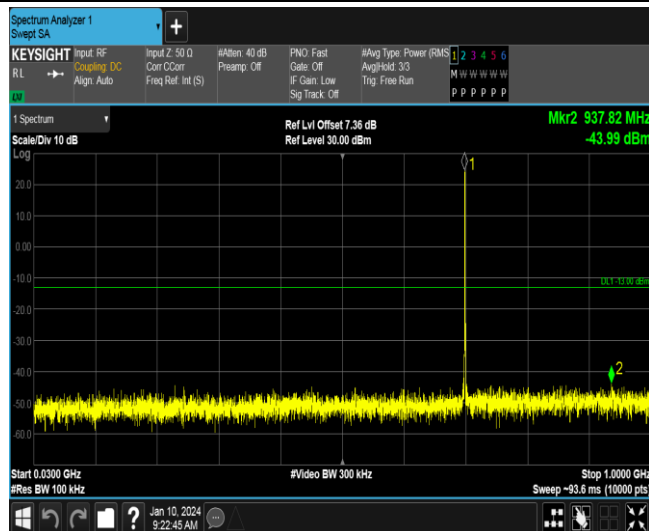 Spectrum Analyzer 1
Swept SA
KEYSIGHT
RL
Input: RF
Coupling: DC
Align: Auto
Input Z: 50 Ω
Corr CCorr
Freq Ref: Int (S)
#Atten: 40 dB
Preamp: Off
PNO: Fast
Gate: Off
IF Gain: Low
Sig Track: Off
#Avg Type: Power (RMS
Avg|Hold: 3/3
Trig: Free Run
1 2 3 4 5 6
M W W W W W
P P P P P P
1 Spectrum
Scale/Div 10 dB
Log
Ref Lvl Offset 7.36 dB
Ref Level 30.00 dBm
Mkr2 937.82 MHz
-43.99 dBm
1
20.0
10.0
0.00
-10.0
DL1 -13.00 dBm
-20.0
-30.0
-40.0
2
-50.0
-60.0
Start 0.0300 GHz
#Res BW 100 kHz
#Video BW 300 kHz
Stop 1.0000 GHz
Sweep ~93.6 ms (10000 pts)
?
Jan 10, 2024
9:22:45 AM